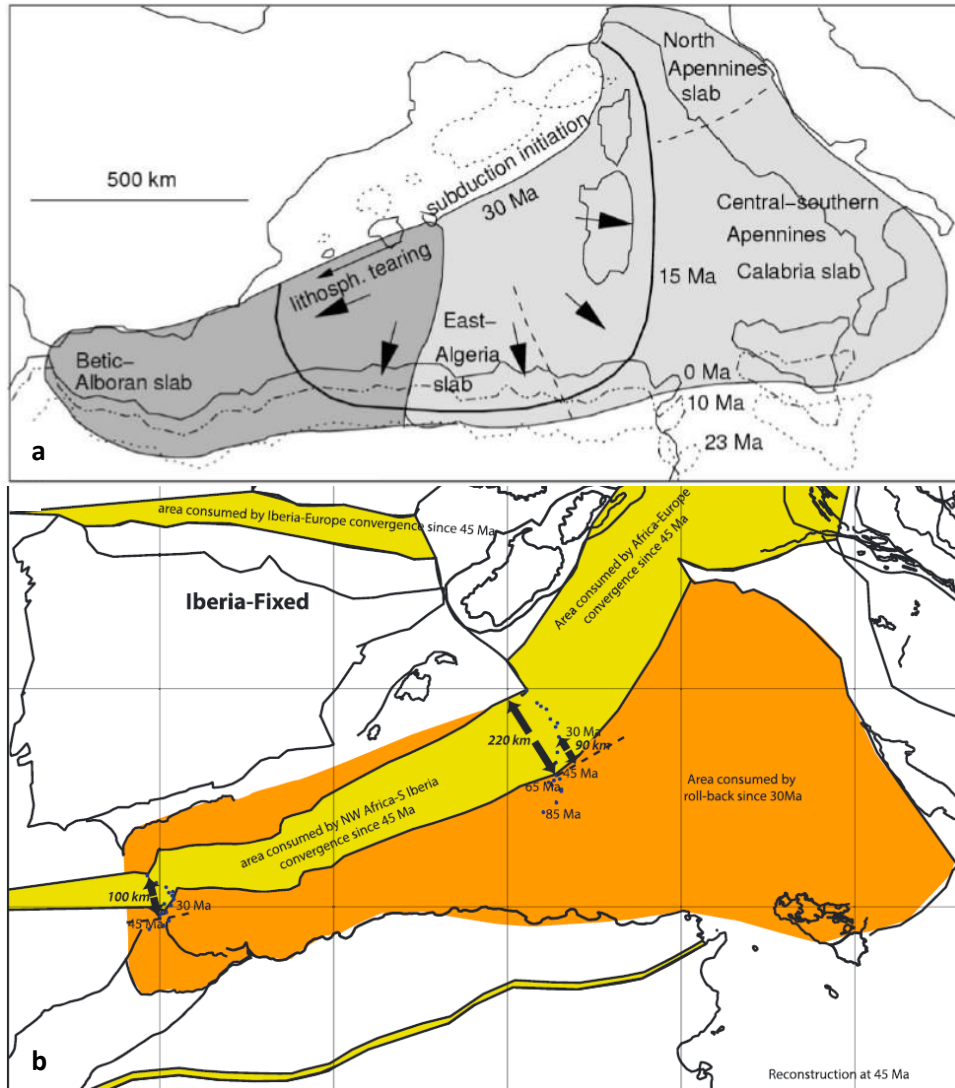 North
Apennines
slab
500 km
subduction initiation
30 Ma
Central-southern
Apennines
Calabria slab
lithosph. tearing
15 Ma
East-
Algeria
slab
Betic-
Alboran slab
0 Ma
10 Ma
23 Ma
a
area consumed by Iberia-Europe convergence since 45 Ma
Area consumed by Africa-Europe
convergence since 45 Ma
Iberia-Fixed
30 Ma
220 km
90 km
45 Ma
65 Ma
85 Ma
Area consumed by
roll-back since 30Ma
area consumed by NW Africa-S Iberia
convergence since 45 Ma
100 km
30 Ma
45 Ma
b
Reconstruction at 45 Ma